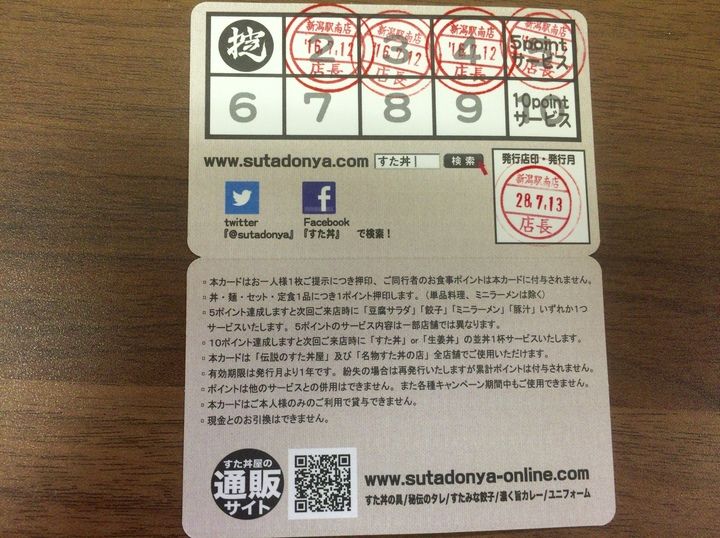 掟 2 3 4 5point サービス
新潟駅南店 '16.7.12 店長
新潟駅南店 '16.7.12 店長
新潟駅南店 '16.7.12 店長
新潟駅南店 店長
6 7 8 9 10point サービス
www.sutadonya.com すた丼 検索
発行店印・発行月
新潟駅南店
28.7.13
店長
twitter Facebook
『@sutadonya』 『すた丼』 で検索！
▫ 本カードはお一人様1枚ご提示につき押印、ご同行者のお食事ポイントは本カードに付与されません。
▫ 丼・麺・セット・定食1品につき1ポイント押印します。（単品料理、ミニラーメンは除く）
▫ 5ポイント達成しますと次回ご来店時に「豆腐サラダ」「餃子」「ミニラーメン」「豚汁」いずれか1つ
サービスいたします。 5ポイントのサービス内容は一部店舗では異なります。
▫ 10ポイント達成しますと次回ご来店時に「すた丼」or「生姜丼」の並丼1杯サービスいたします。
▫ 本カードは「伝説のすた丼屋」及び「名物すた丼の店」全店舗でご使用いただけます。
▫ 有効期限は発行月より1年です。 紛失の場合は再発行いたしますが累計ポイントは付与されません。
▫ ポイントは他のサービスとの併用はできません。また各種キャンペーン期間中もご使用できません。
▫ 本カードはご本人様のみのご利用で貸与できません。
▫ 現金とのお引換はできません。
すた丼屋の
通販
サイト
www.sutadonya-online.com
すた丼の具/秘伝のタレ/すたみな餃子/濃く旨カレー/ユニフォーム